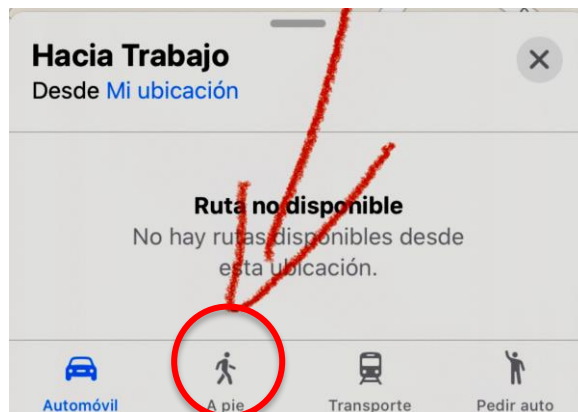 Hacia Trabajo
Desde Mi ubicación
Ruta no disponible
No hay rutas disponibles desde
esta ubicación.
Automóvil A pie Transporte Pedir auto